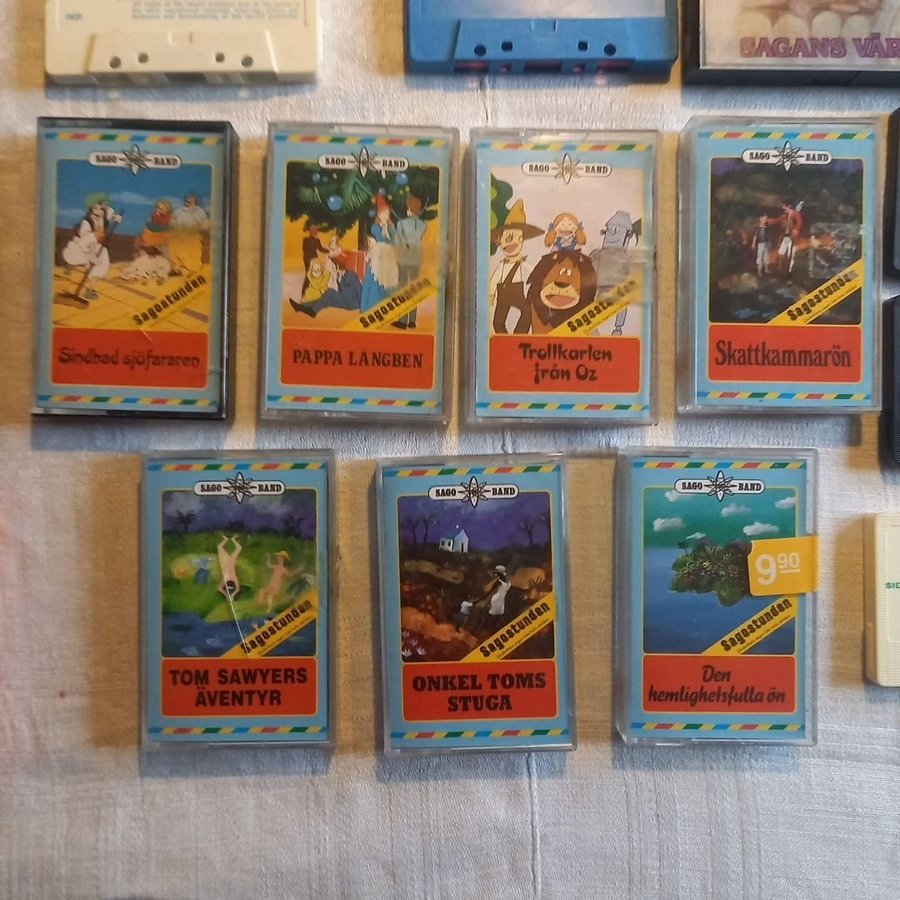 SAGANS VÄR
SAGO BAND
Sagostunden
Sindbad sjöfararen
SAGO BAND
Sagostunden
PAPPA LÅNGBEN
SAGO BAND
Sagostunden
Trollkarlen
från Oz
SAGO BAND
Sagostunden
Skattkammarön
SAGO BAND
Sagostunden
TOM SAWYERS
ÄVENTYR
SAGO BAND
Sagostunden
ONKEL TOMS
STUGA
SAGO BAND
9 90
Sagostunden
Den
hemlighetsfulla ön
SID